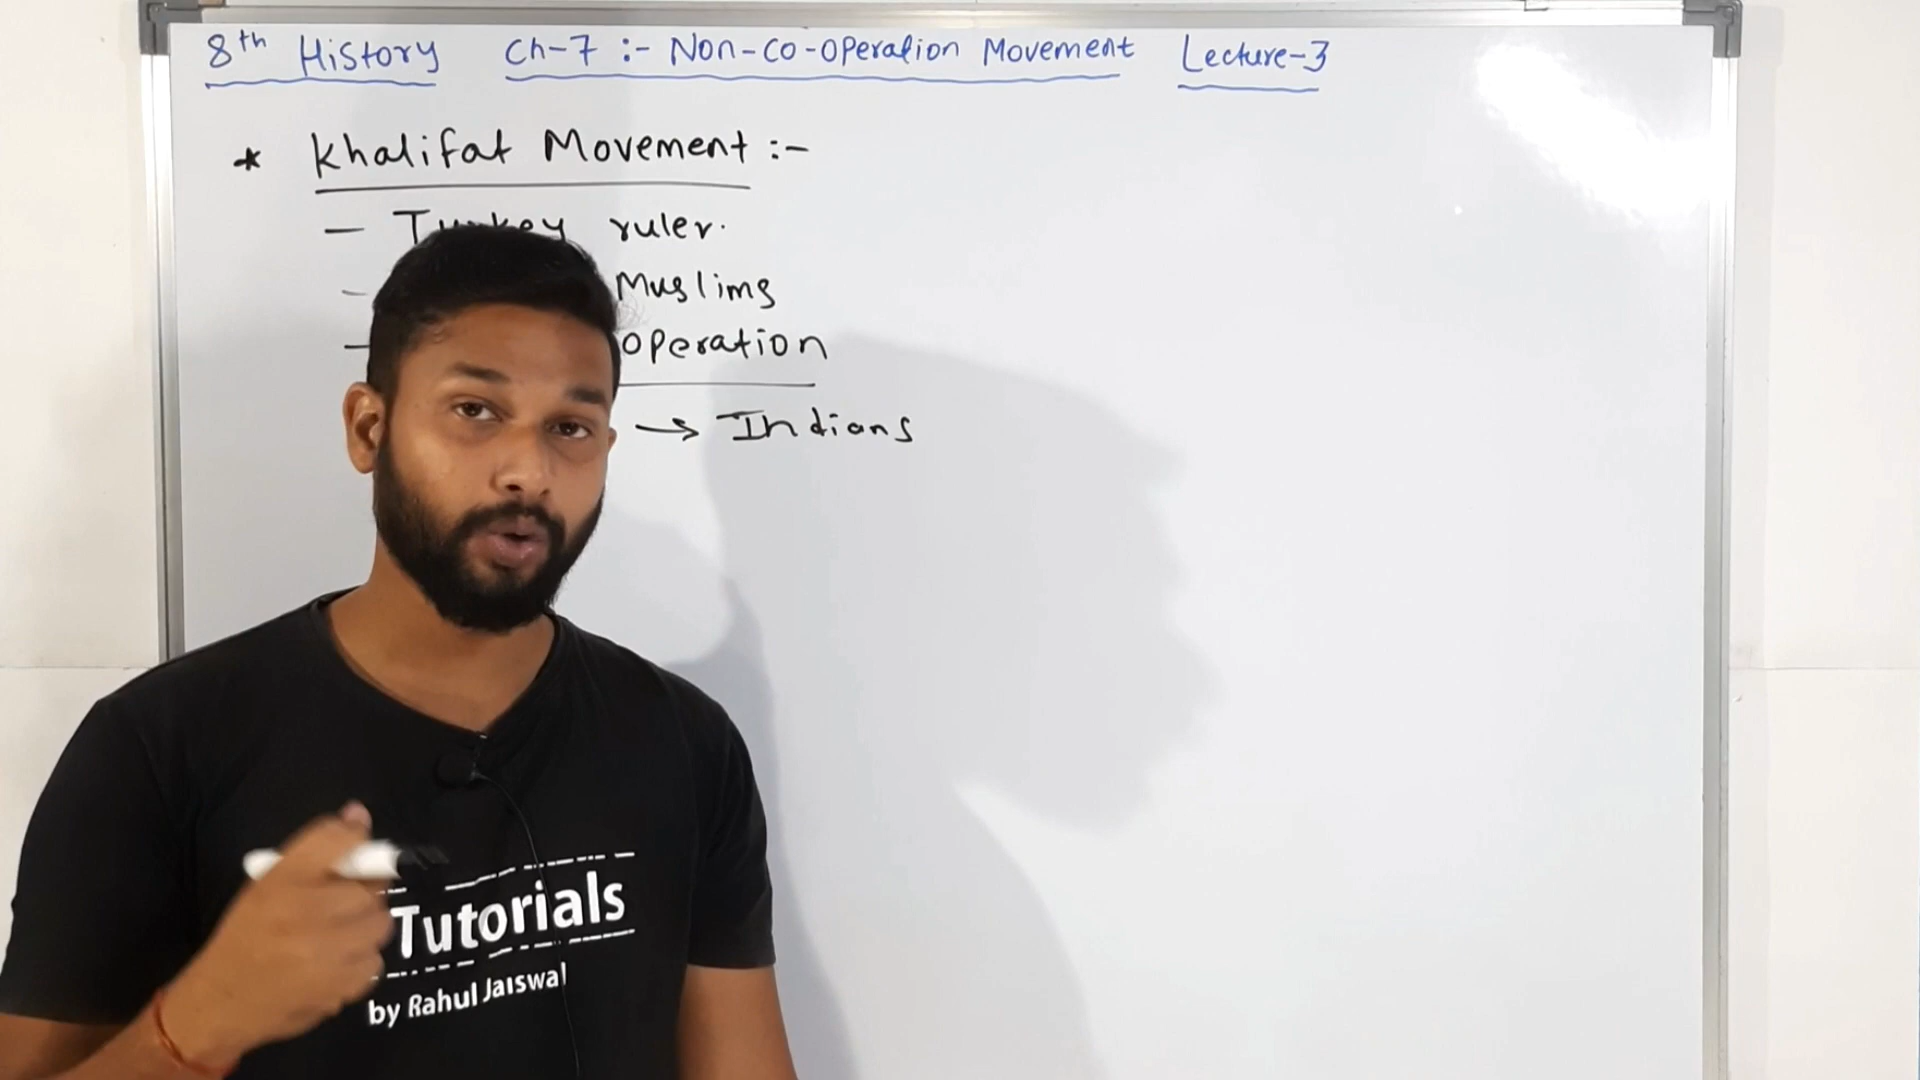 8th History Ch-7 :- Non-co-operation Movement Lecture-3
* Khalifat Movement :-
- Turkey ruler.
- Muslims
- operation
→ Indians
Tutorials
by Rahul Jaiswal